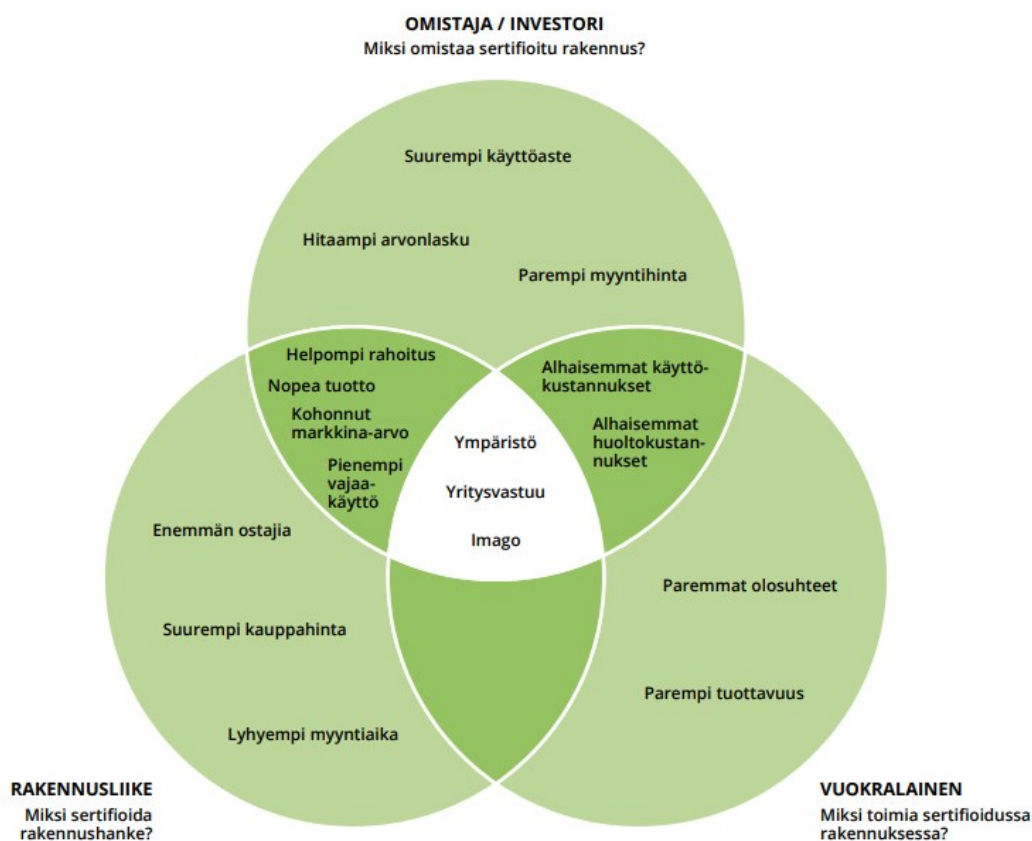 OMISTAJA / INVESTORI
Miksi omistaa sertifioitu rakennus?
Suurempi käyttöaste
Hitaampi arvonlasku
Parempi myyntihinta
Helpompi rahoitus
Nopea tuotto
Kohonnut
markkina-arvo
Pienempi
vajaa-
käyttö
Alhaisemmat käyttö-
kustannukset
Alhaisemmat
huoltokustan-
nukset
Ympäristö
Yritysvastuu
Imago
Enemmän ostajia
Suurempi kauppahinta
Lyhyempi myyntiaika
Paremmat olosuhteet
Parempi tuottavuus
RAKENNUSLIIKE
Miksi sertifioida
rakennushanke?
VUOKRALAINEN
Miksi toimia sertifioidussa
rakennuksessa?